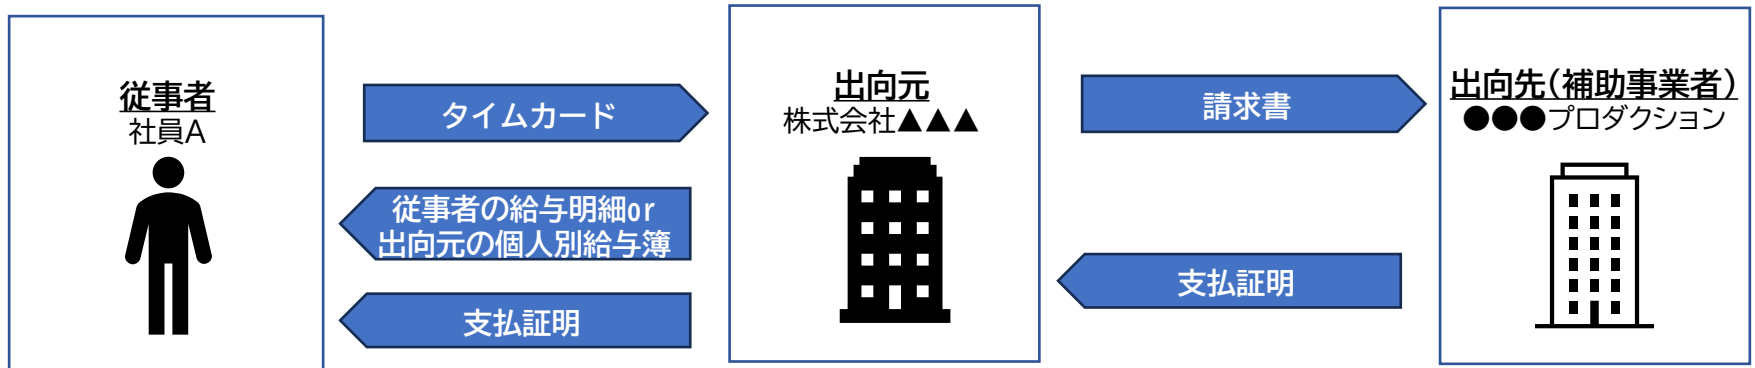 従事者
社員A
タイムカード
従事者の給与明細or
出向元の個人別給与簿
支払証明
出向元
株式会社▲▲▲
請求書
支払証明
出向先(補助事業者)
●●●プロダクション